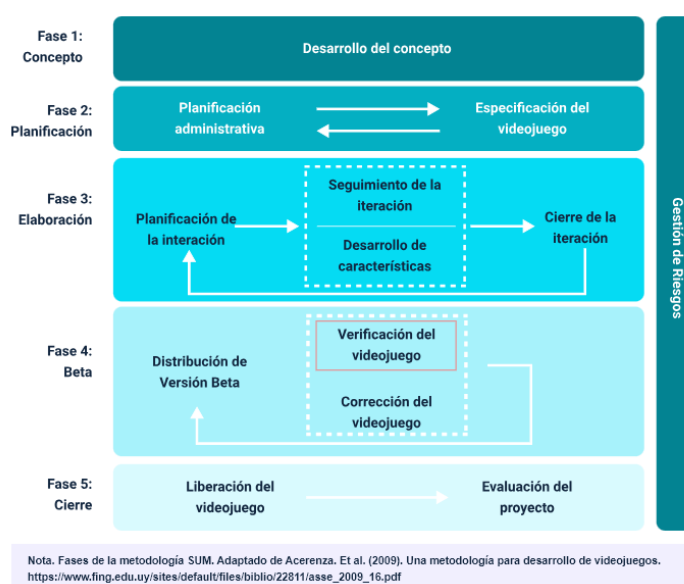 Fase 1:
Concepto
Desarrollo del concepto
Fase 2:
Planificación
Planificación
administrativa
Especificación del
videojuego
Fase 3:
Elaboración
Planificación de
la interación
Seguimiento de la
iteración
Desarrollo de
características
Cierre de la
iteración
Fase 4:
Beta
Distribución de
Versión Beta
Verificación del
videojuego
Corrección del
videojuego
Fase 5:
Cierre
Liberación del
videojuego
Evaluación del
proyecto
Gestión de Riesgos
Nota. Fases de la metodología SUM. Adaptado de Acerenza. Et al. (2009). Una metodología para desarrollo de videojuegos.
https://www.fing.edu.uy/sites/default/files/biblio/22811/asse_2009_16.pdf